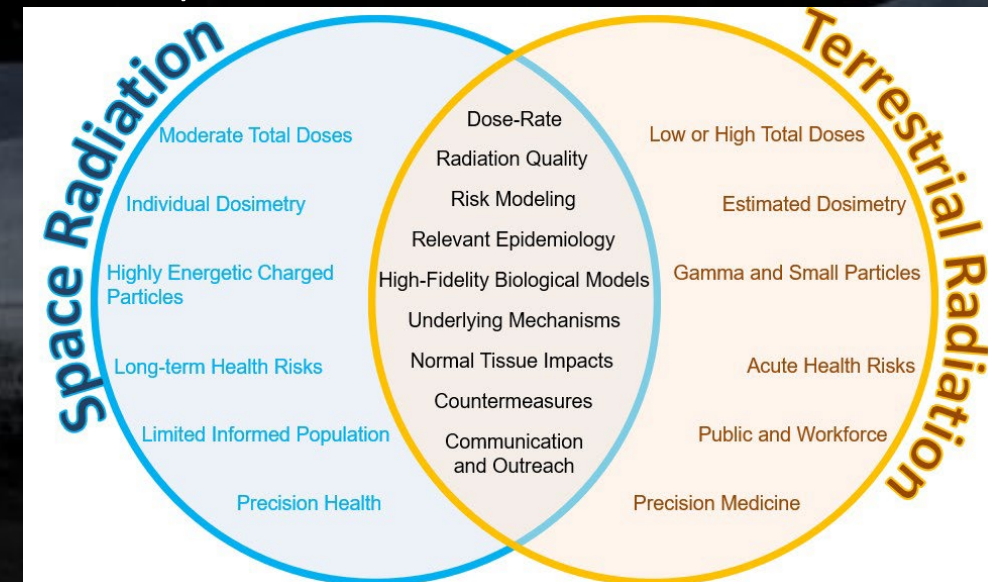 Space Radiation
Moderate Total Doses
Individual Dosimetry
Highly Energetic Charged
Particles
Long-term Health Risks
Limited Informed Population
Precision Health
Dose-Rate
Radiation Quality
Risk Modeling
Relevant Epidemiology
High-Fidelity Biological Models
Underlying Mechanisms
Normal Tissue Impacts
Countermeasures
Communication
and Outreach
Terrestrial Radiation
Low or High Total Doses
Estimated Dosimetry
Gamma and Small Particles
Acute Health Risks
Public and Workforce
Precision Medicine